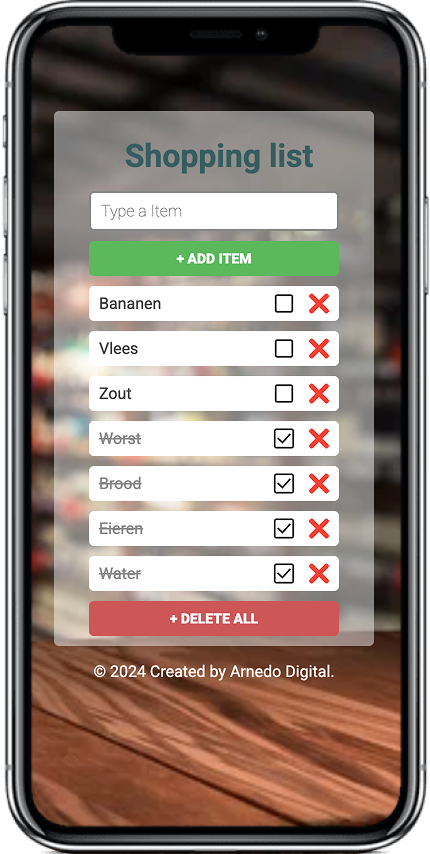 Shopping list
Type a Item
+ ADD ITEM
Bananen
Vlees
Zout
Worst
Brood
Eieren
Water
+ DELETE ALL
© 2024 Created by Arnedo Digital.